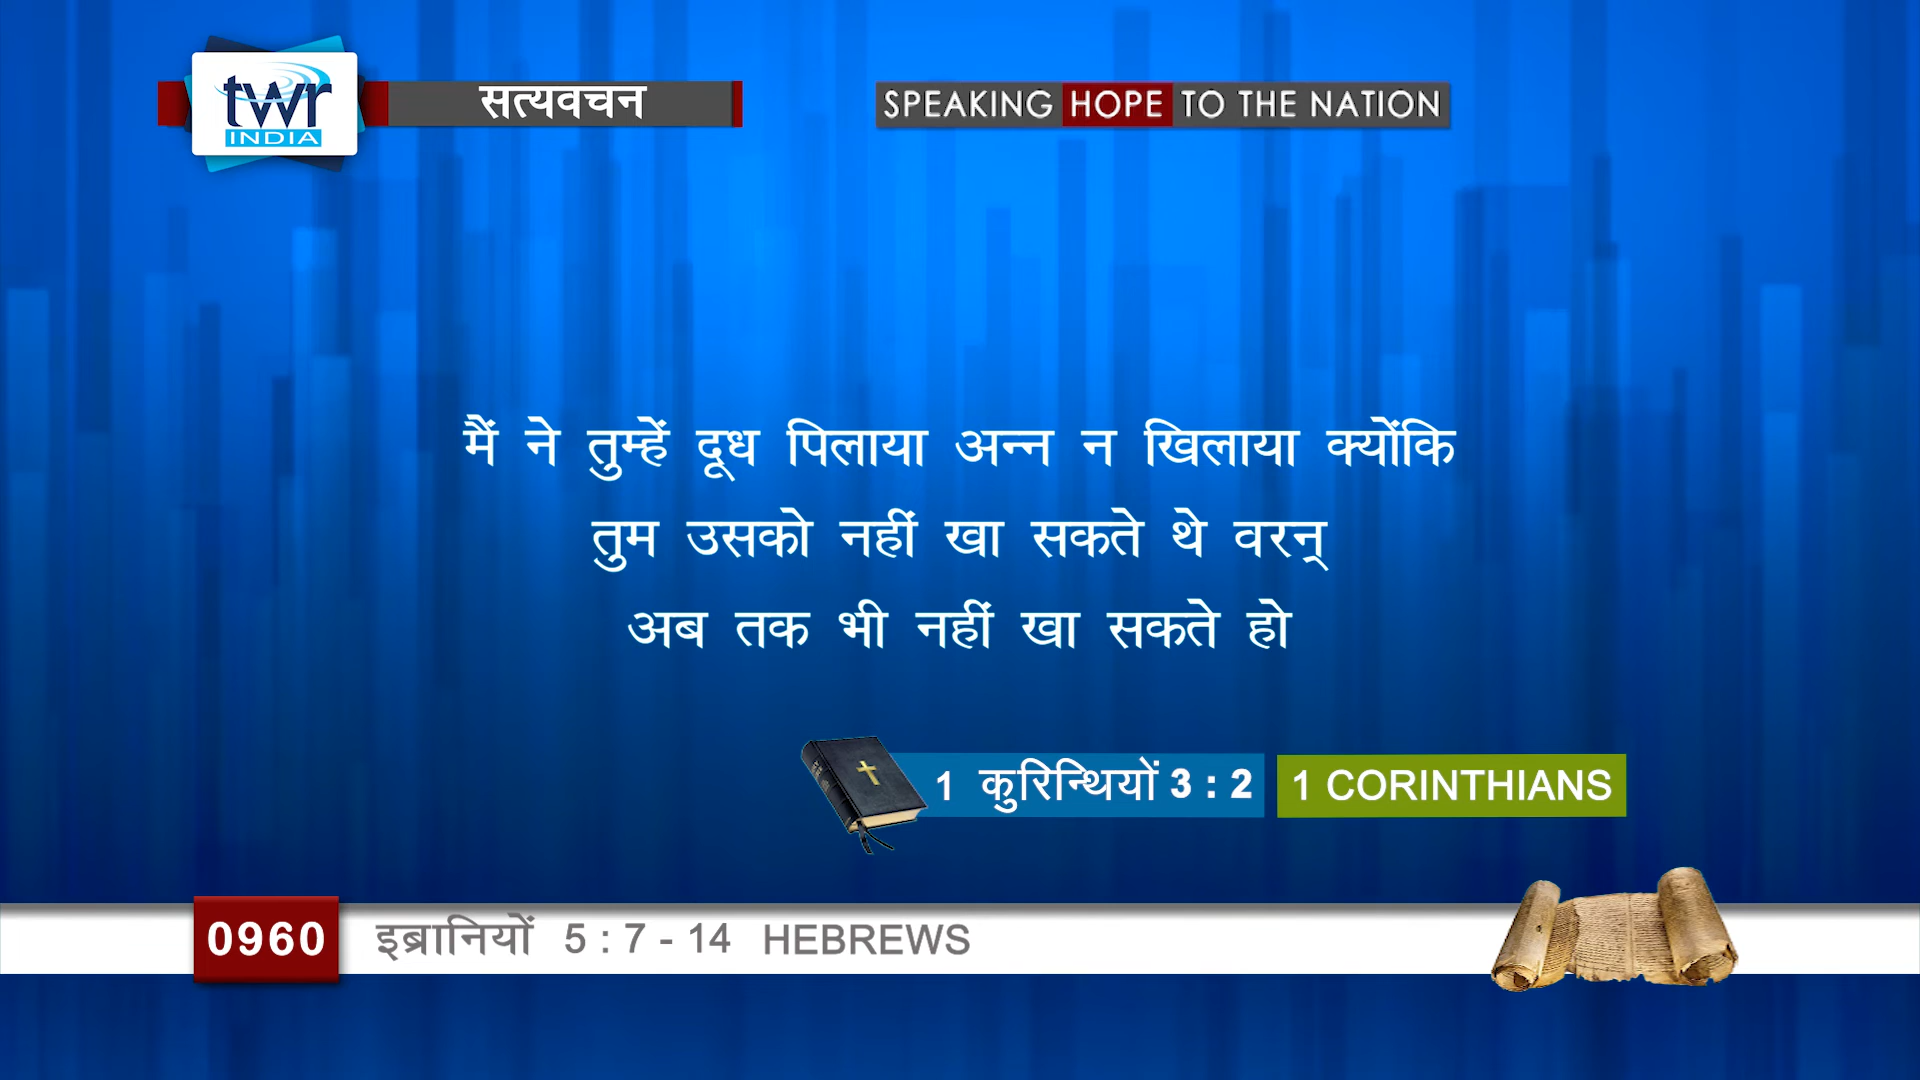 twr
INDIA
सत्यवचन
SPEAKING HOPE TO THE NATION
मैं ने तुम्हें दूध पिलाया अन्न न खिलाया क्योंकि
तुम उसको नहीं खा सकते थे वरन्
अब तक भी नहीं खा सकते हो
1 कुरिन्थियों 3 : 2 1 CORINTHIANS
0960 इब्रानियों 5 : 7 - 14 HEBREWS